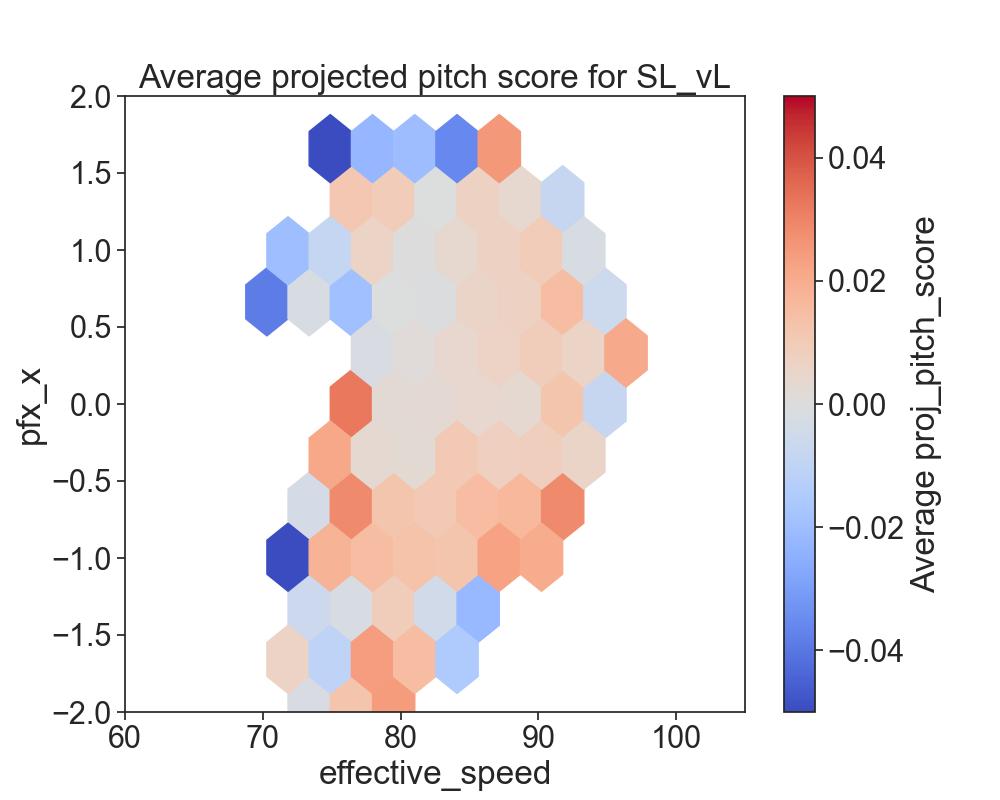 Average projected pitch score for SL_vL
2.0
1.5
1.0
0.5
0.0
−0.5
−1.0
−1.5
−2.0
pfx_x
60 70 80 90 100
effective_speed
0.04
0.02
0.00
−0.02
−0.04
Average proj_pitch_score